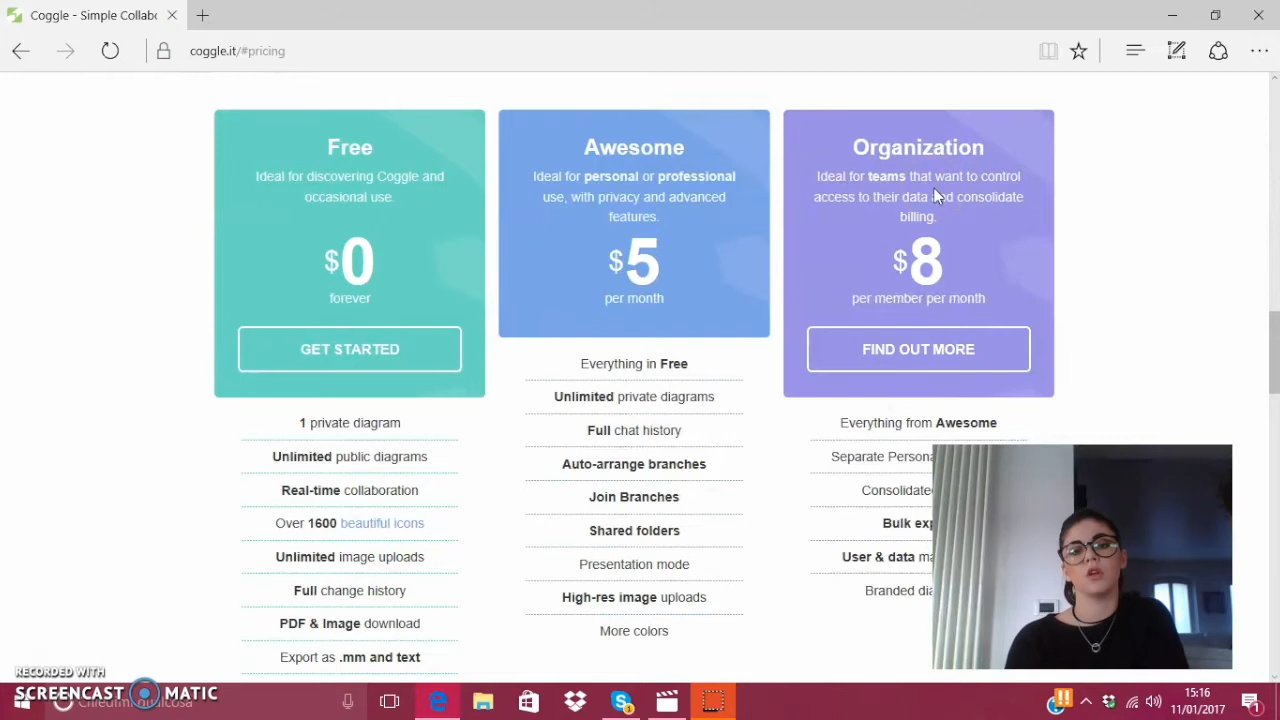 Coggle - Simple Collab
coggle.it/#pricing
Free
Ideal for discovering Coggle and
occasional use.
$0
forever
GET STARTED
1 private diagram
Unlimited public diagrams
Real-time collaboration
Over 1600 beautiful icons
Unlimited image uploads
Full change history
PDF & Image download
Export as .mm and text
Awesome
Ideal for personal or professional
use, with privacy and advanced
features.
$5
per month
Everything in Free
Unlimited private diagrams
Full chat history
Auto-arrange branches
Join Branches
Shared folders
Presentation mode
High-res image uploads
More colors
Organization
Ideal for teams that want to control
access to their data and consolidate
billing.
$8
per member per month
FIND OUT MORE
Everything from Awesome
Separate Persona
Consolidated
Bulk exp
User & data ma
Branded dia
RECORDED WITH
SCREENCAST MATIC
15:16
11/01/2017